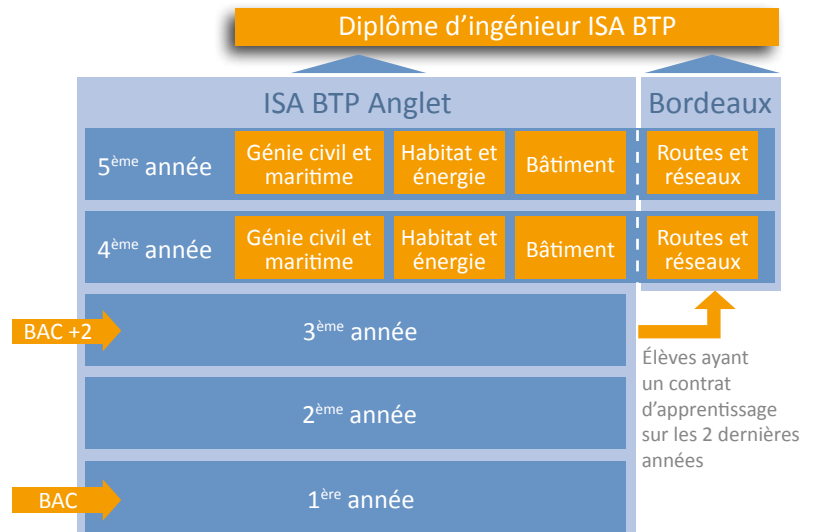 Diplôme d'ingénieur ISA BTP
ISA BTP Anglet
Bordeaux
5ème année
Génie civil et
maritime
Habitat et
énergie
Bâtiment
Routes et
réseaux
4ème année
Génie civil et
maritime
Habitat et
énergie
Bâtiment
Routes et
réseaux
BAC +2
3ème année
Élèves ayant
un contrat
d'apprentissage
sur les 2 dernières
années
2ème année
BAC
1ère année